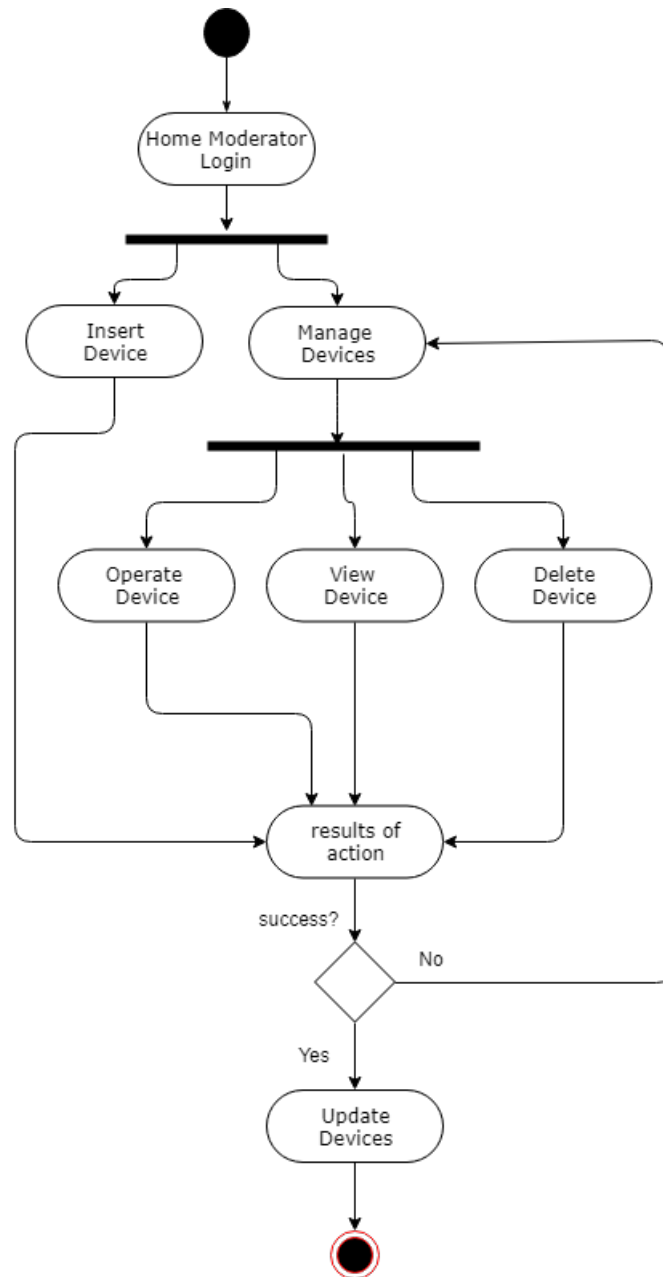 Home Moderator
Login
Insert
Device
Manage
Devices
Operate
Device
View
Device
Delete
Device
results of
action
success?
No
Yes
Update
Devices